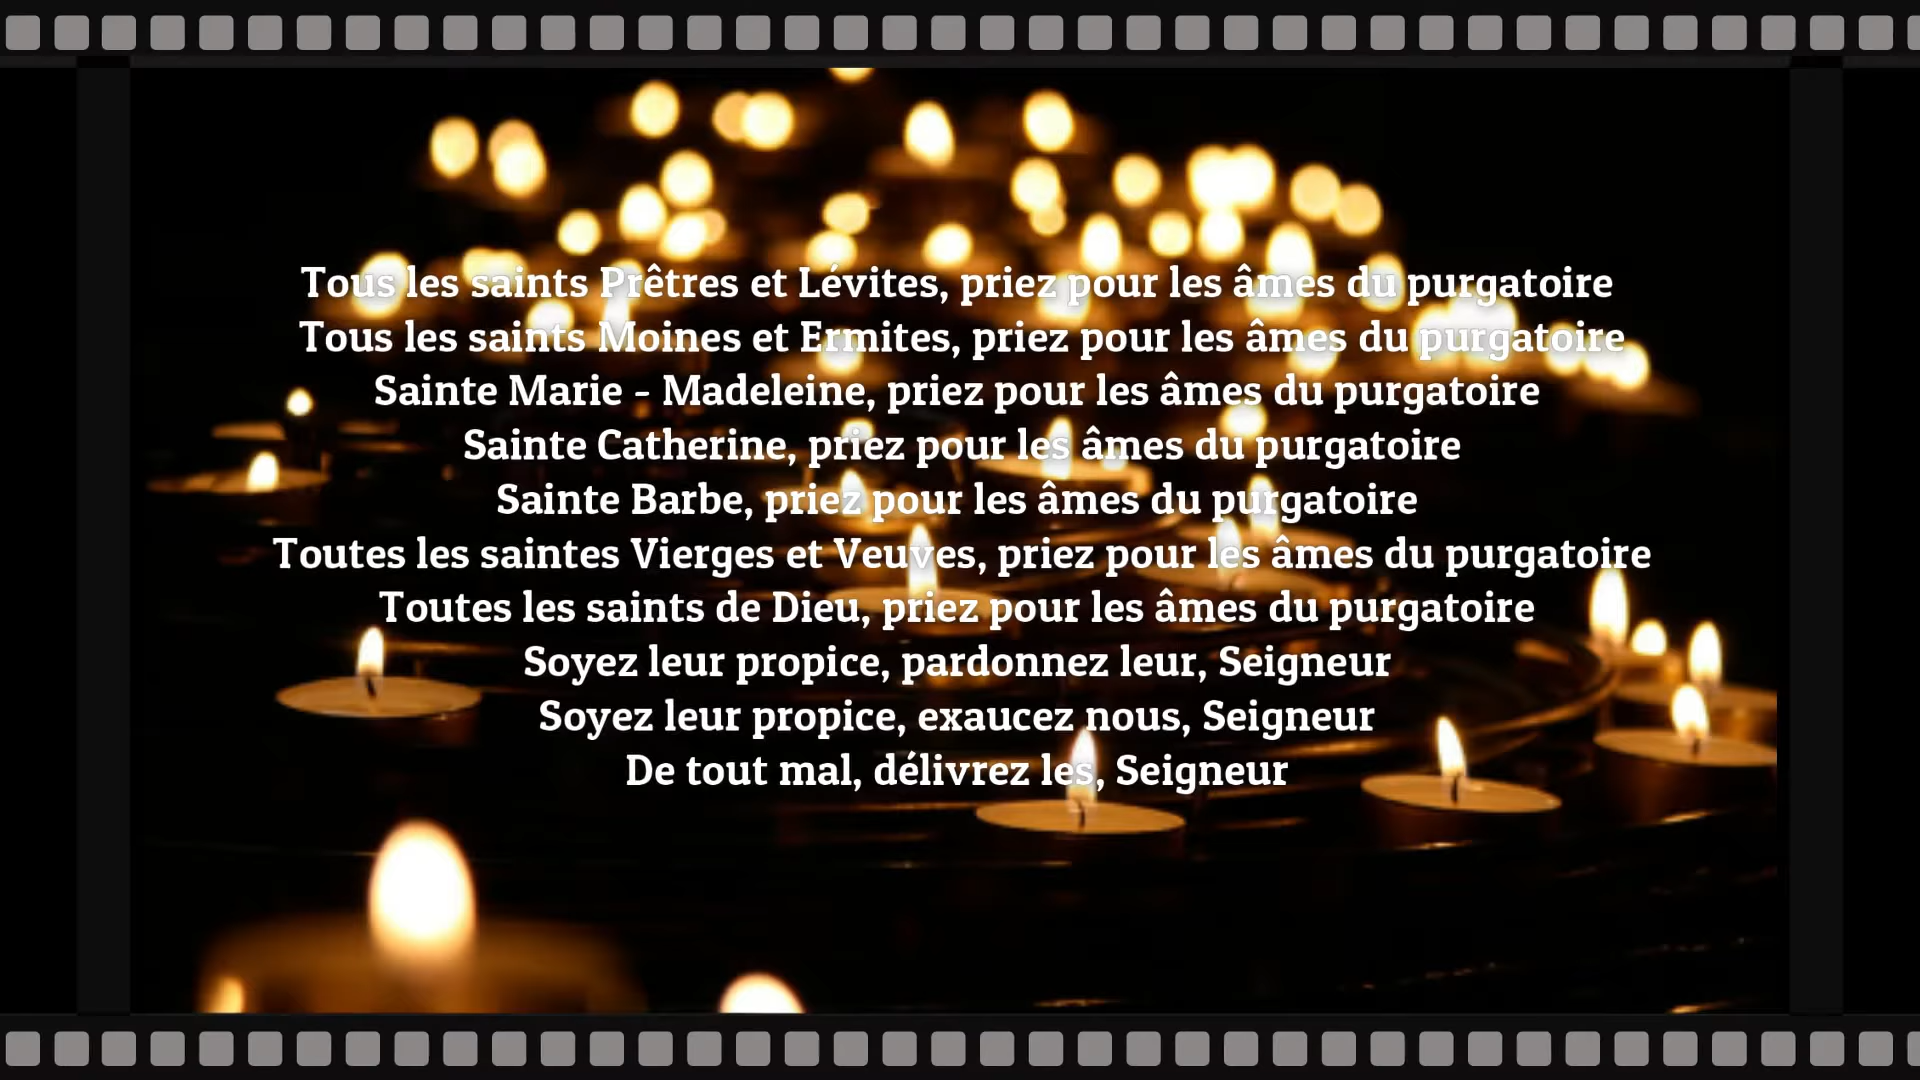 Tous les saints Prêtres et Lévites, priez pour les âmes du purgatoire
Tous les saints Moines et Ermites, priez pour les âmes du purgatoire
Sainte Marie - Madeleine, priez pour les âmes du purgatoire
Sainte Catherine, priez pour les âmes du purgatoire
Sainte Barbe, priez pour les âmes du purgatoire
Toutes les saintes Vierges et Veuves, priez pour les âmes du purgatoire
Toutes les saints de Dieu, priez pour les âmes du purgatoire
Soyez leur propice, pardonnez leur, Seigneur
Soyez leur propice, exaucez nous, Seigneur
De tout mal, délivrez les, Seigneur